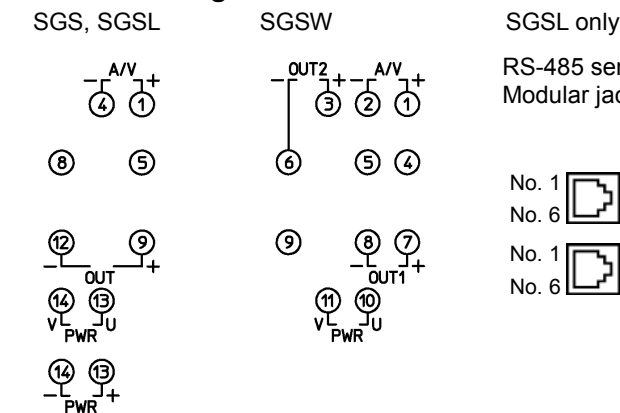 SGS, SGSL
SGSW
SGSL only
RS-485 ser
Modular jac
− A/V +
4 1
8 5
12 9
− OUT +
14 13
V PWR U
14 13
− PWR +
− OUT2 + − A/V +
3 2 1
6 5 4
9 8 7
− OUT1 +
11 10
V PWR U
No. 1
No. 6
No. 1
No. 6